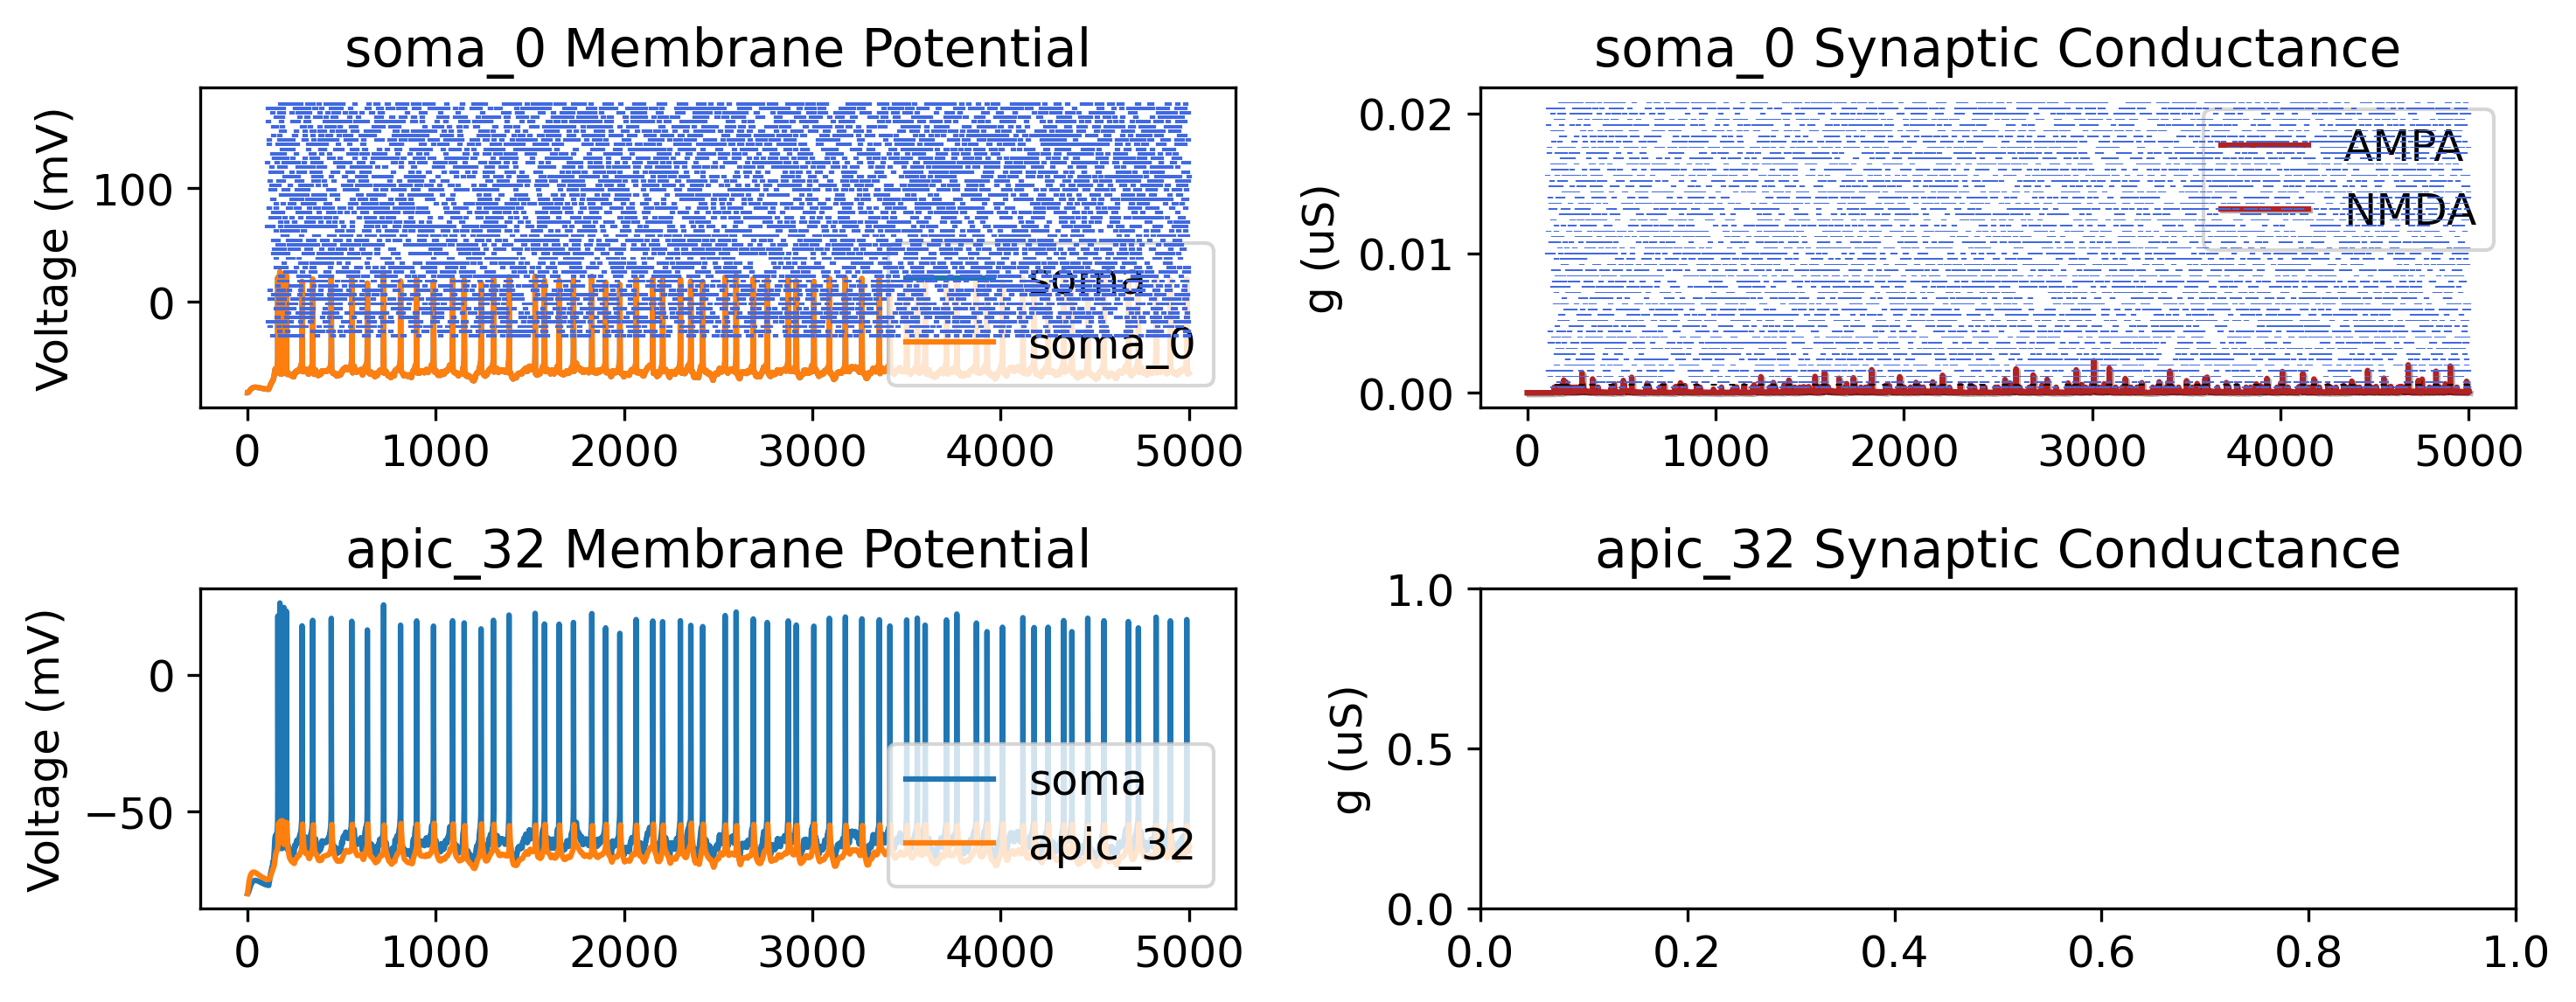 soma_0 Membrane Potential
Voltage (mV)
100
0
soma
soma_0
0 1000 2000 3000 4000 5000
soma_0 Synaptic Conductance
g (uS)
0.02
0.01
0.00
AMPA
NMDA
0 1000 2000 3000 4000 5000
apic_32 Membrane Potential
Voltage (mV)
0
−50
soma
apic_32
0 1000 2000 3000 4000 5000
apic_32 Synaptic Conductance
g (uS)
1.0
0.5
0.0
0.0 0.2 0.4 0.6 0.8 1.0